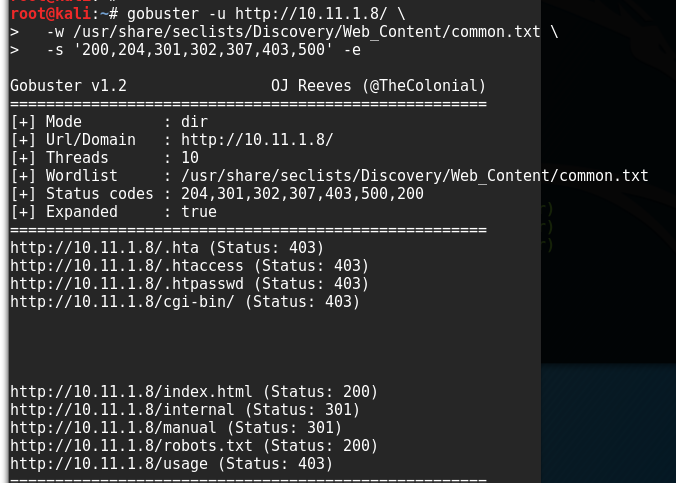 root@kali:~# gobuster -u http://10.11.1.8/ \
>   -w /usr/share/seclists/Discovery/Web_Content/common.txt \
>   -s '200,204,301,302,307,403,500' -e
Gobuster v1.2                OJ Reeves (@TheColonial)
=====================================================
[+] Mode         : dir
[+] Url/Domain   : http://10.11.1.8/
[+] Threads      : 10
[+] Wordlist     : /usr/share/seclists/Discovery/Web_Content/common.txt
[+] Status codes : 204,301,302,307,403,500,200
[+] Expanded     : true
=====================================================
http://10.11.1.8/.hta (Status: 403)
http://10.11.1.8/.htaccess (Status: 403)
http://10.11.1.8/.htpasswd (Status: 403)
http://10.11.1.8/cgi-bin/ (Status: 403)
http://10.11.1.8/index.html (Status: 200)
http://10.11.1.8/internal (Status: 301)
http://10.11.1.8/manual (Status: 301)
http://10.11.1.8/robots.txt (Status: 200)
http://10.11.1.8/usage (Status: 403)
=====================================================